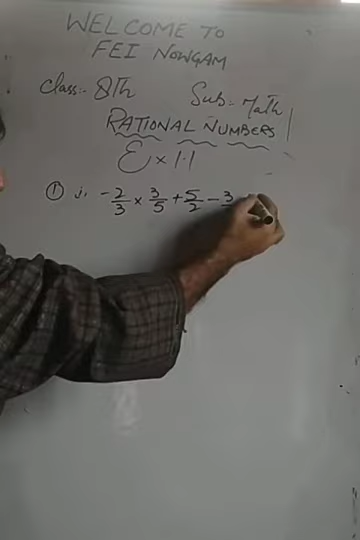 WELCOME TO
FEI NOWGAM
Class:- 8th Sub:- Math
RATIONAL NUMBERS
Ex 1.1
① i. -2/3 × 3/5 + 5/2 - 3